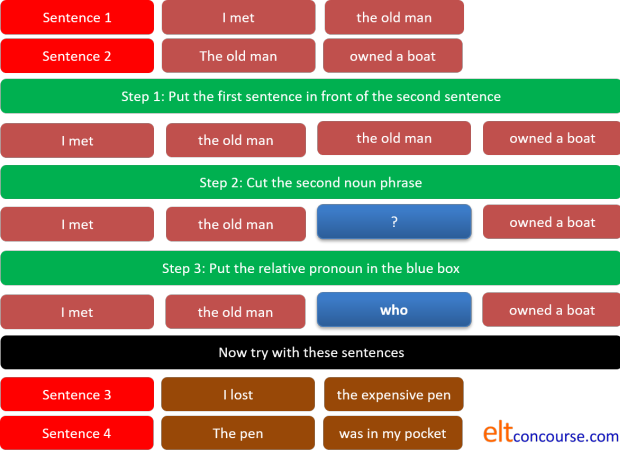 Sentence 1 I met the old man
Sentence 2 The old man owned a boat
Step 1: Put the first sentence in front of the second sentence
I met the old man the old man owned a boat
Step 2: Cut the second noun phrase
I met the old man ? owned a boat
Step 3: Put the relative pronoun in the blue box
I met the old man who owned a boat
Now try with these sentences
Sentence 3 I lost the expensive pen
Sentence 4 The pen was in my pocket
eltconcourse.com